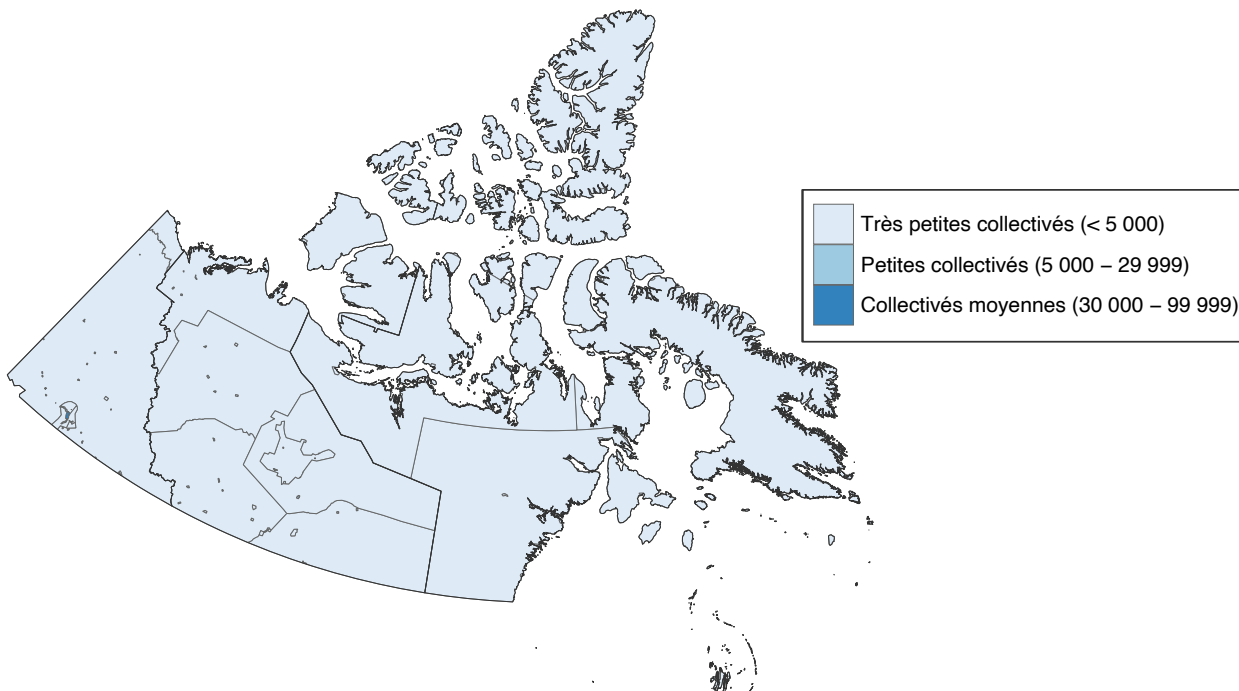 Très petites collectivés (< 5 000)
Petites collectivés (5 000 – 29 999)
Collectivés moyennes (30 000 – 99 999)